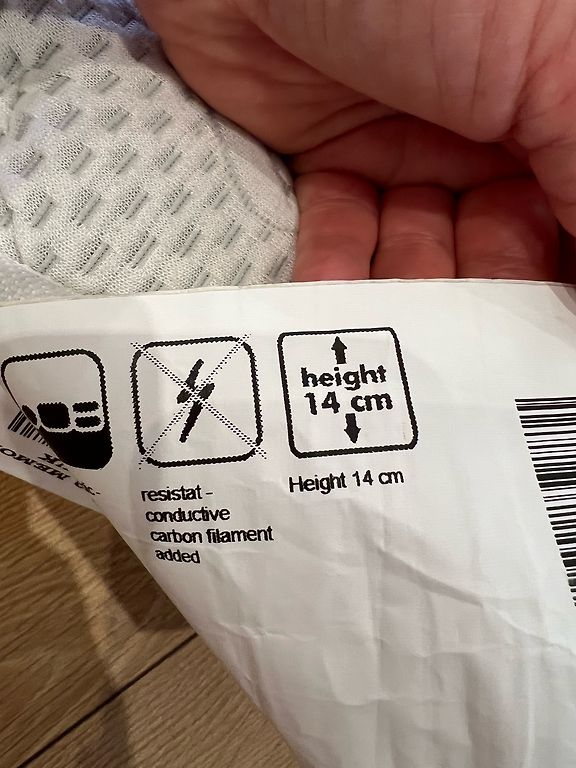 height
14 cm
resistat -
conductive
carbon filament
added
Height 14 cm